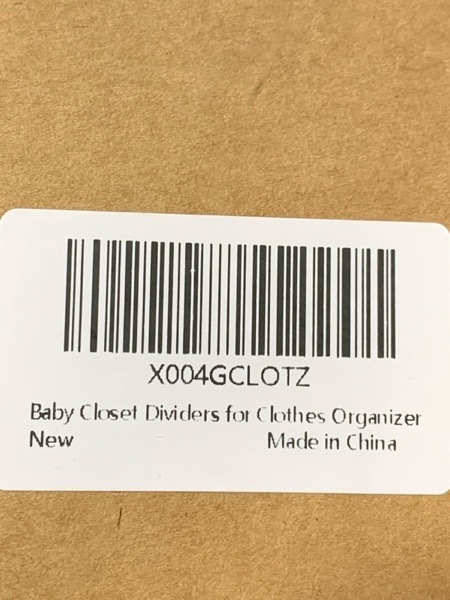 X004GCLOTZ
Baby Closet Dividers for Clothes Organizer
New Made in China